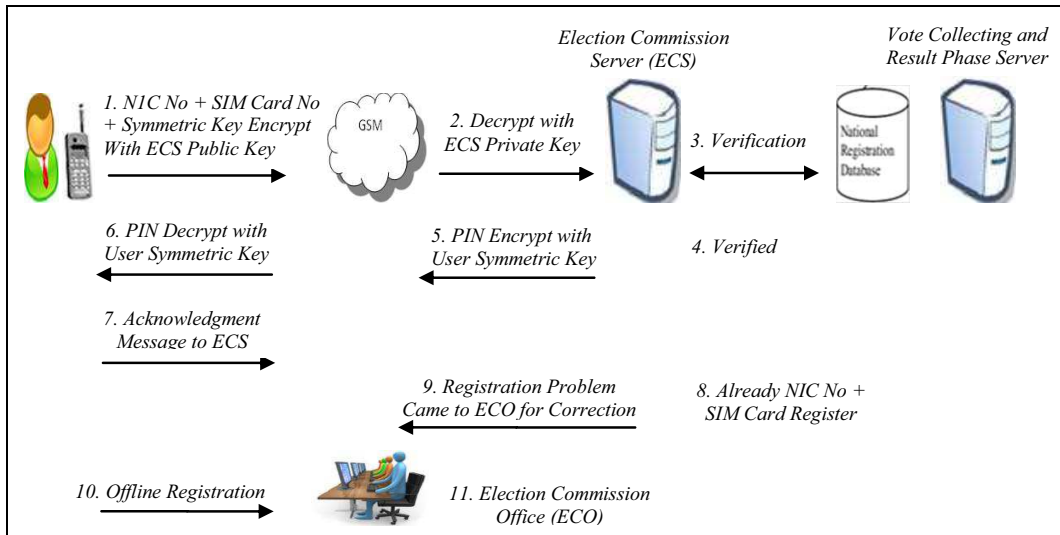 Election Commission
Server (ECS)
Vote Collecting and
Result Phase Server
1. N1C No + SIM Card No
+ Symmetric Key Encrypt
With ECS Public Key
GSM
2. Decrypt with
ECS Private Key
3. Verification
National
Registration
Database
6. PIN Decrypt with
User Symmetric Key
5. PIN Encrypt with
User Symmetric Key
4. Verified
7. Acknowledgment
Message to ECS
9. Registration Problem
Came to ECO for Correction
8. Already NIC No +
SIM Card Register
10. Offline Registration
11. Election Commission
Office (ECO)